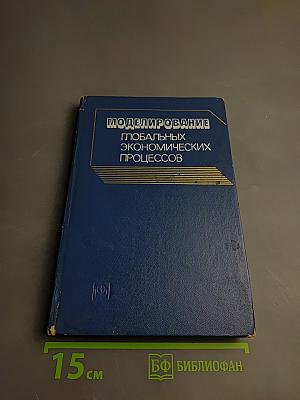 МОДЕЛИРОВАНИЕ
ГЛОБАЛЬНЫХ
ЭКОНОМИЧЕСКИХ
ПРОЦЕССОВ
15 см
БФ БИБЛИОФАН